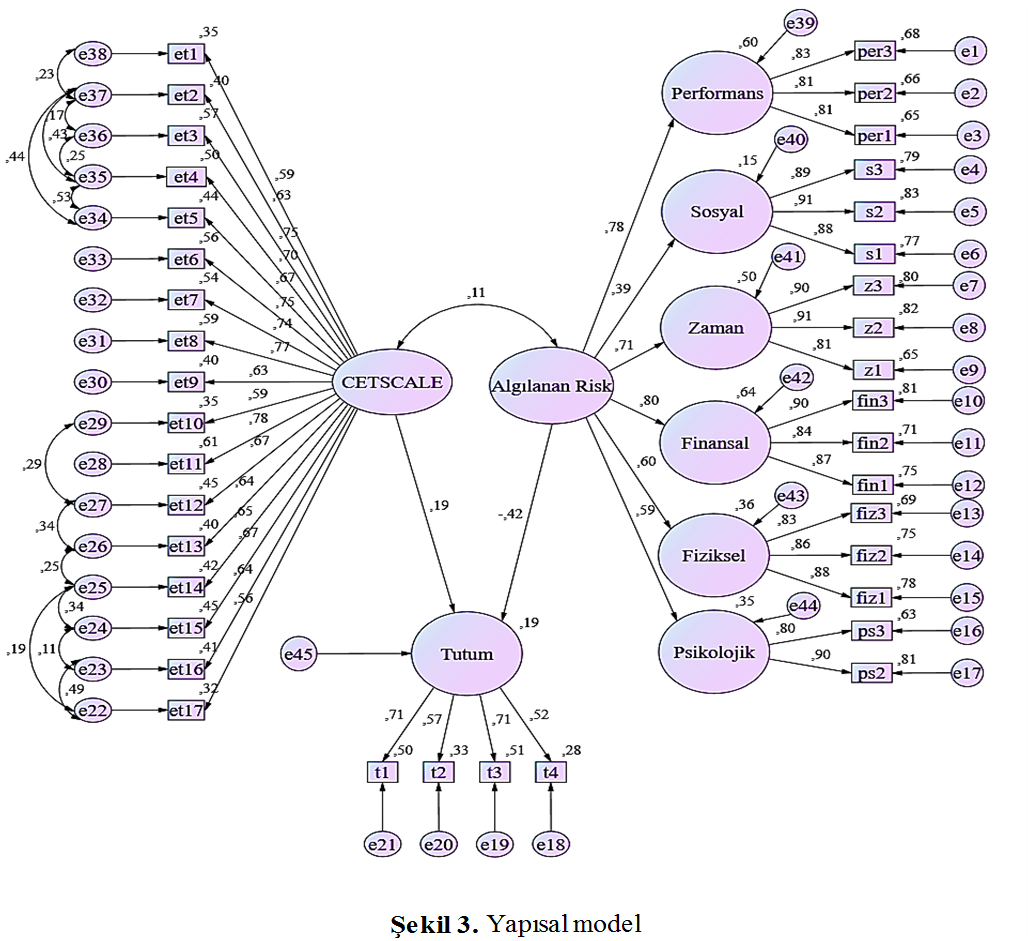 e38 et1 ,35
,23
e37 et2 ,40
,17
e36 et3 ,57
,43
,25
e35 et4 ,50
,44
,53
e34 et5 ,44
e33 et6 ,56
e32 et7 ,54
e31 et8 ,59
e30 et9 ,40
e29 et10 ,35
e28 et11 ,61
,29
e27 et12 ,45
,34
e26 et13 ,40
,25
e25 et14 ,42
,34
e24 et15 ,45
,19
,11
e23 et16 ,41
,49
e22 et17 ,32
,59
,63
,75
,70
,67
,75
,74
,77
,63
,59
,78
,67
,64
,65
,67
,64
,56
CETSCALE
,11
Algılanan Risk
,19
-,42
,78
,39
,71
,80
,60
,59
e39
,60
Performans
,83 per3 ,68 e1
,81 per2 ,66 e2
,81 per1 ,65 e3
e40
,15
Sosyal
,89 s3 ,79 e4
,91 s2 ,83 e5
,88 s1 ,77 e6
e41
,50
Zaman
,90 z3 ,80 e7
,91 z2 ,82 e8
,81 z1 ,65 e9
e42
,64
Finansal
,90 fin3 ,81 e10
,84 fin2 ,71 e11
,87 fin1 ,75 e12
e43
,36
Fiziksel
,83 fiz3 ,69 e13
,86 fiz2 ,75 e14
,88 fiz1 ,78 e15
e44
,35
Psikolojik
,80 ps3 ,63 e16
,90 ps2 ,81 e17
e45
Tutum
,19
,71 ,57 ,71 ,52
,50 ,33 ,51 ,28
t1 t2 t3 t4
e21 e20 e19 e18
Şekil 3. Yapısal model